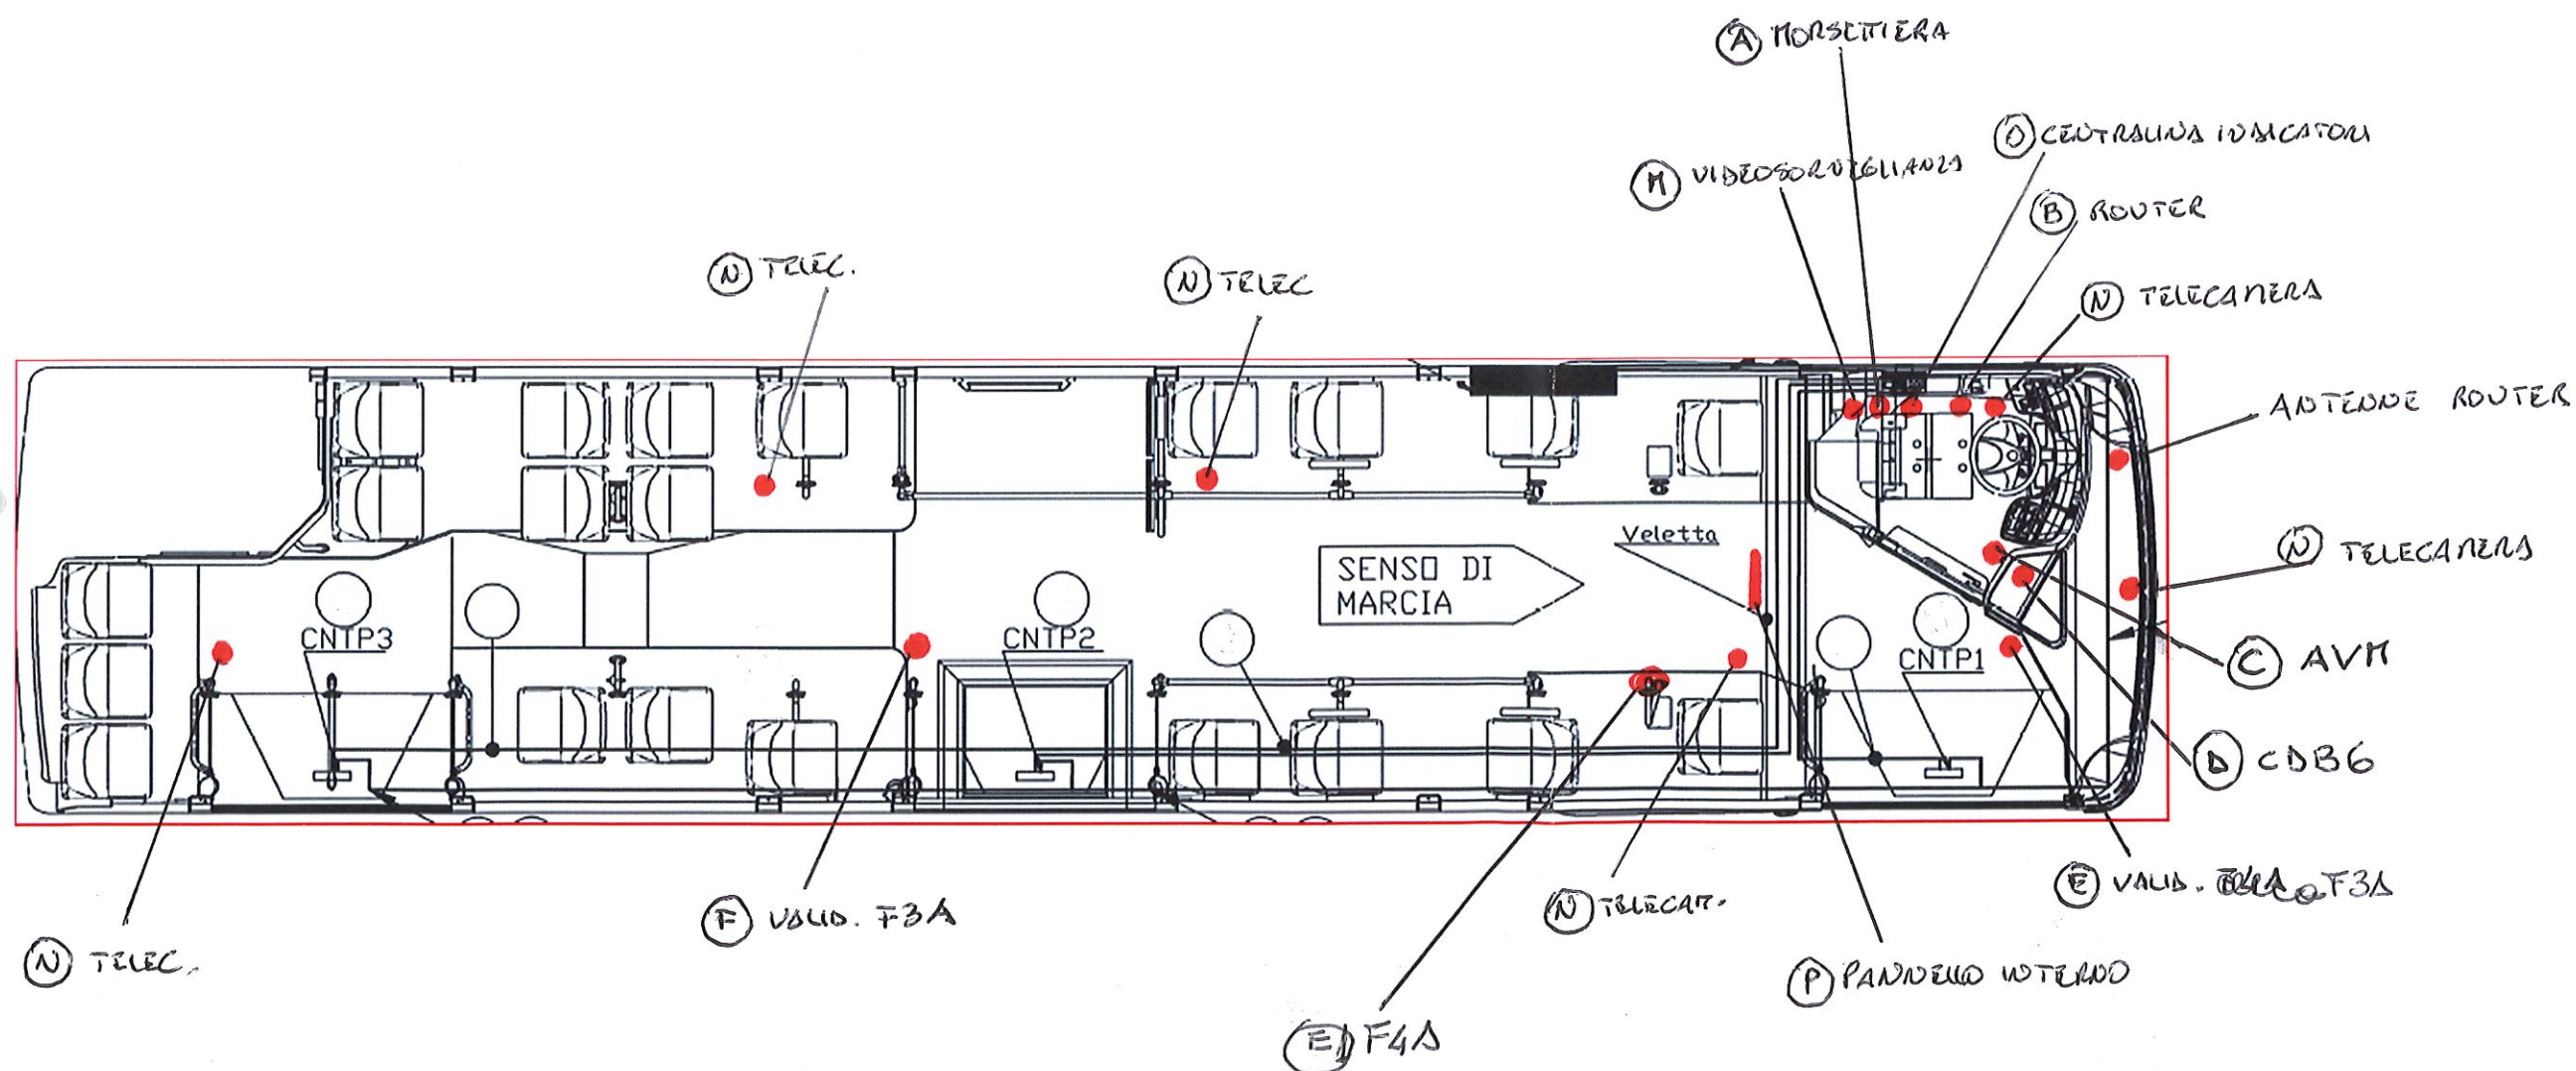 Ⓐ MORSETTIERA
Ⓞ CENTRALINA INDICATORI
Ⓜ VIDEOSORVEGLIANZA
Ⓑ ROUTER
Ⓝ TELEC.
Ⓝ TELEC
Ⓝ TELECAMERA
ANTENNE ROUTER
Veletta
SENSO DI
MARCIA
Ⓝ TELECAMERA
CNTP3
CNTP2
CNTP1
Ⓒ AVM
Ⓓ CDB6
Ⓔ VALID. F3A
Ⓕ VALID. F3A
Ⓝ TELECAM.
Ⓝ TELEC.
Ⓟ PANNELLO INTERNO
Ⓔ F4A